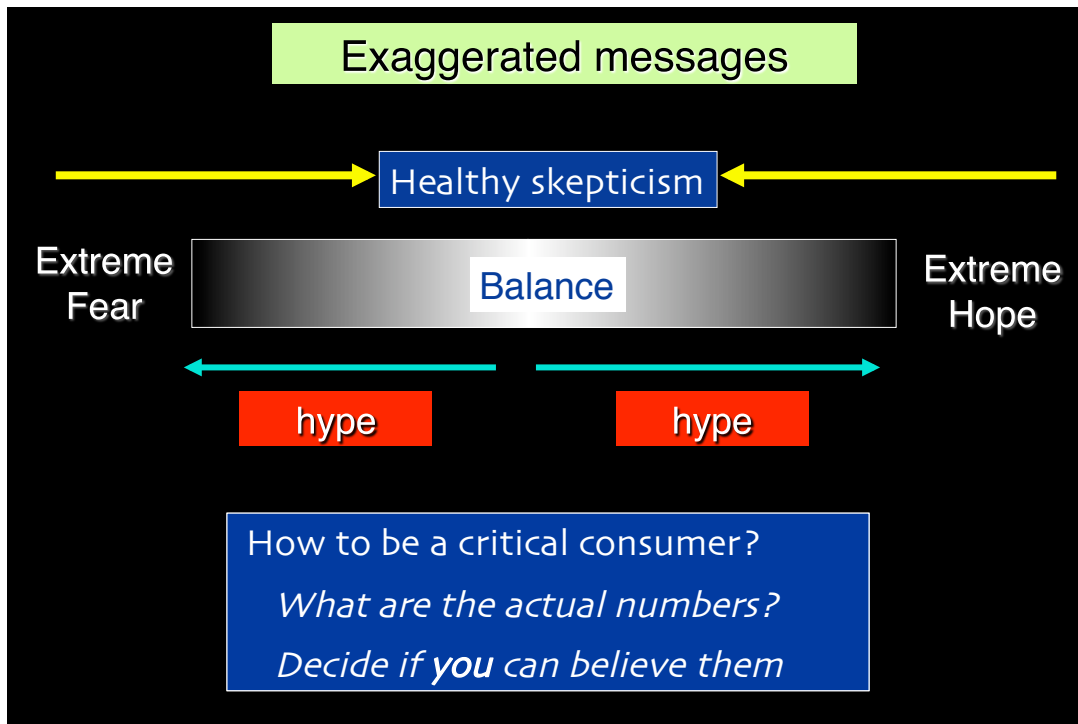 Exaggerated messages
Healthy skepticism
Extreme
Fear
Balance
Extreme
Hope
hype
hype
How to be a critical consumer?
What are the actual numbers?
Decide if you can believe them